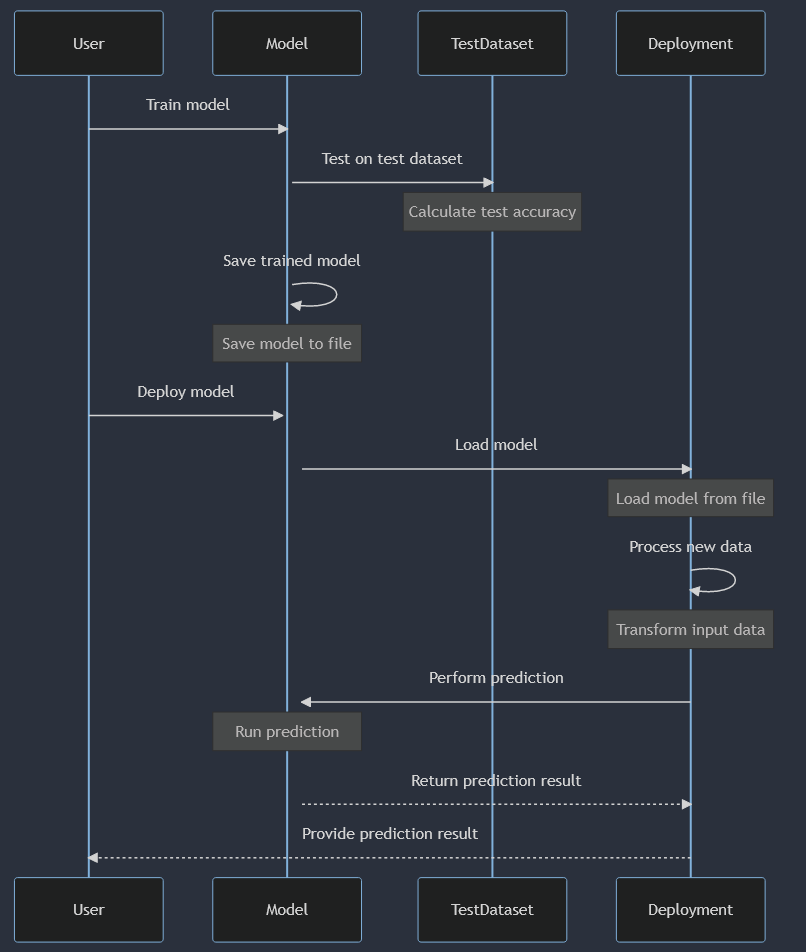 User
Model
TestDataset
Deployment
Train model
Test on test dataset
Calculate test accuracy
Save trained model
Save model to file
Deploy model
Load model
Load model from file
Process new data
Transform input data
Perform prediction
Run prediction
Return prediction result
Provide prediction result
User
Model
TestDataset
Deployment